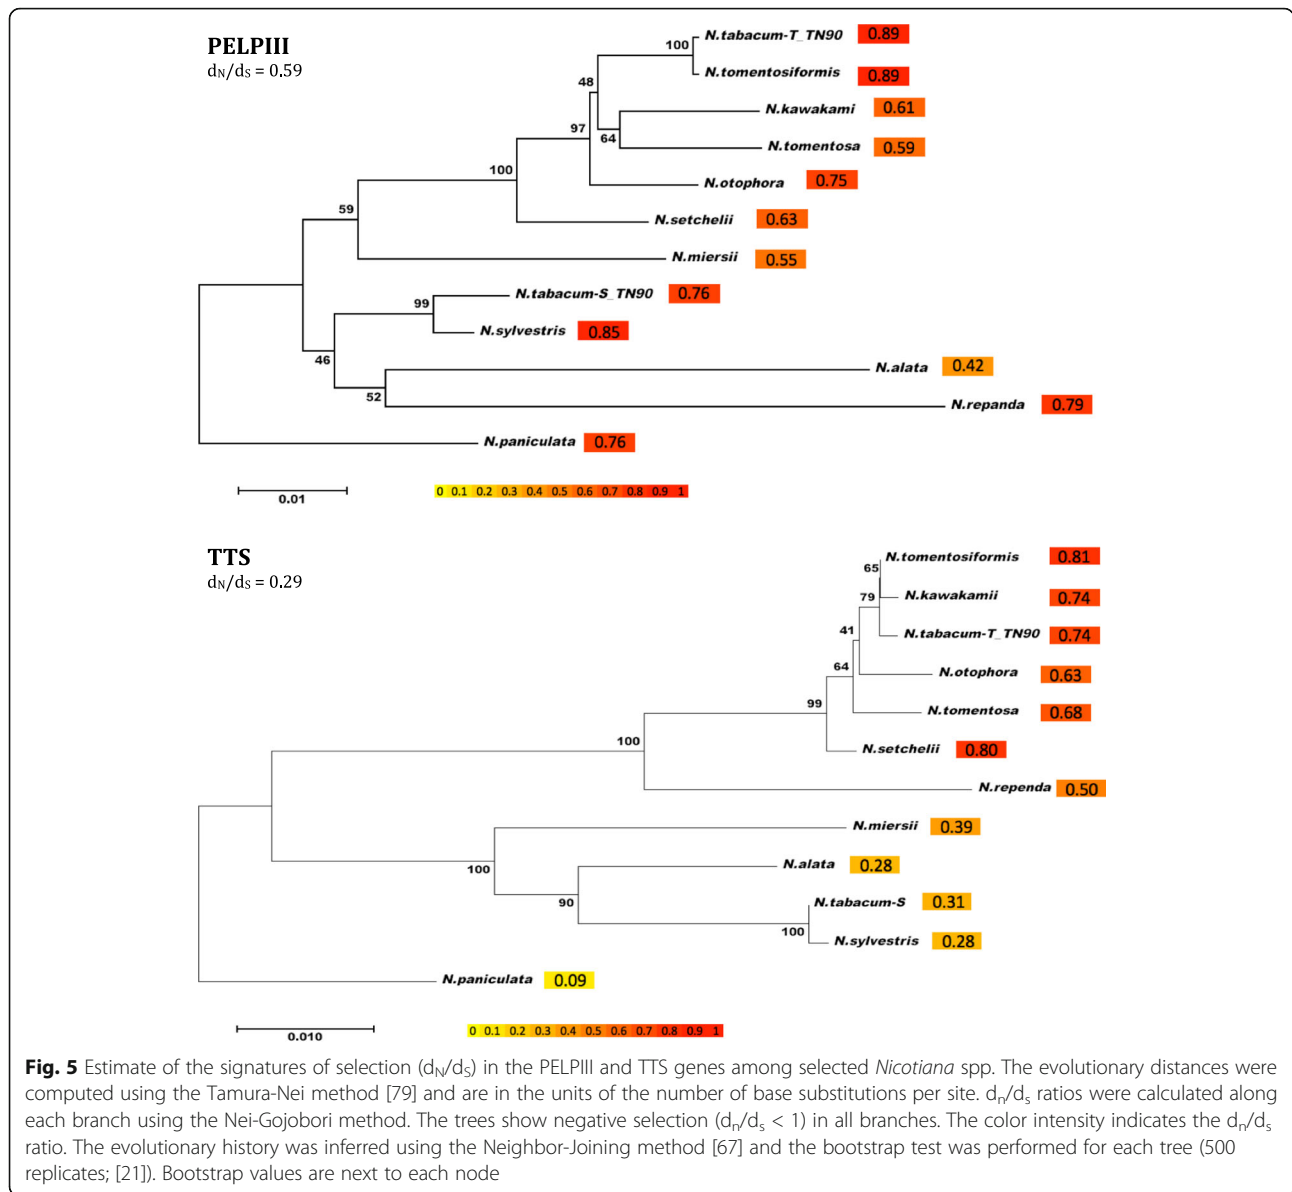 PELPIII
dN/dS = 0.59
N.tabacum-T_TN90 0.89
100
N.tomentosiformis 0.89
48
N.kawakami 0.61
97
64
N.tomentosa 0.59
100
N.otophora 0.75
59
N.setchelii 0.63
N.miersii 0.55
N.tabacum-S_TN90 0.76
99
N.sylvestris 0.85
46
N.alata 0.42
52
N.repanda 0.79
N.paniculata 0.76
0.01
0 0.1 0.2 0.3 0.4 0.5 0.6 0.7 0.8 0.9 1
TTS
dN/dS = 0.29
N.tomentosiformis 0.81
65
N.kawakamii 0.74
79
N.tabacum-T_TN90 0.74
41
N.otophora 0.63
64
N.tomentosa 0.68
99
N.setchelii 0.80
100
N.rependa 0.50
N.miersii 0.39
100
N.alata 0.28
90
N.tabacum-S 0.31
100
N.sylvestris 0.28
N.paniculata 0.09
0.010
0 0.1 0.2 0.3 0.4 0.5 0.6 0.7 0.8 0.9 1
Fig. 5 Estimate of the signatures of selection (dN/dS) in the PELPIII and TTS genes among selected Nicotiana spp. The evolutionary distances were
computed using the Tamura-Nei method [79] and are in the units of the number of base substitutions per site. dn/ds ratios were calculated along
each branch using the Nei-Gojobori method. The trees show negative selection (dn/ds < 1) in all branches. The color intensity indicates the dn/ds
ratio. The evolutionary history was inferred using the Neighbor-Joining method [67] and the bootstrap test was performed for each tree (500
replicates; [21]). Bootstrap values are next to each node